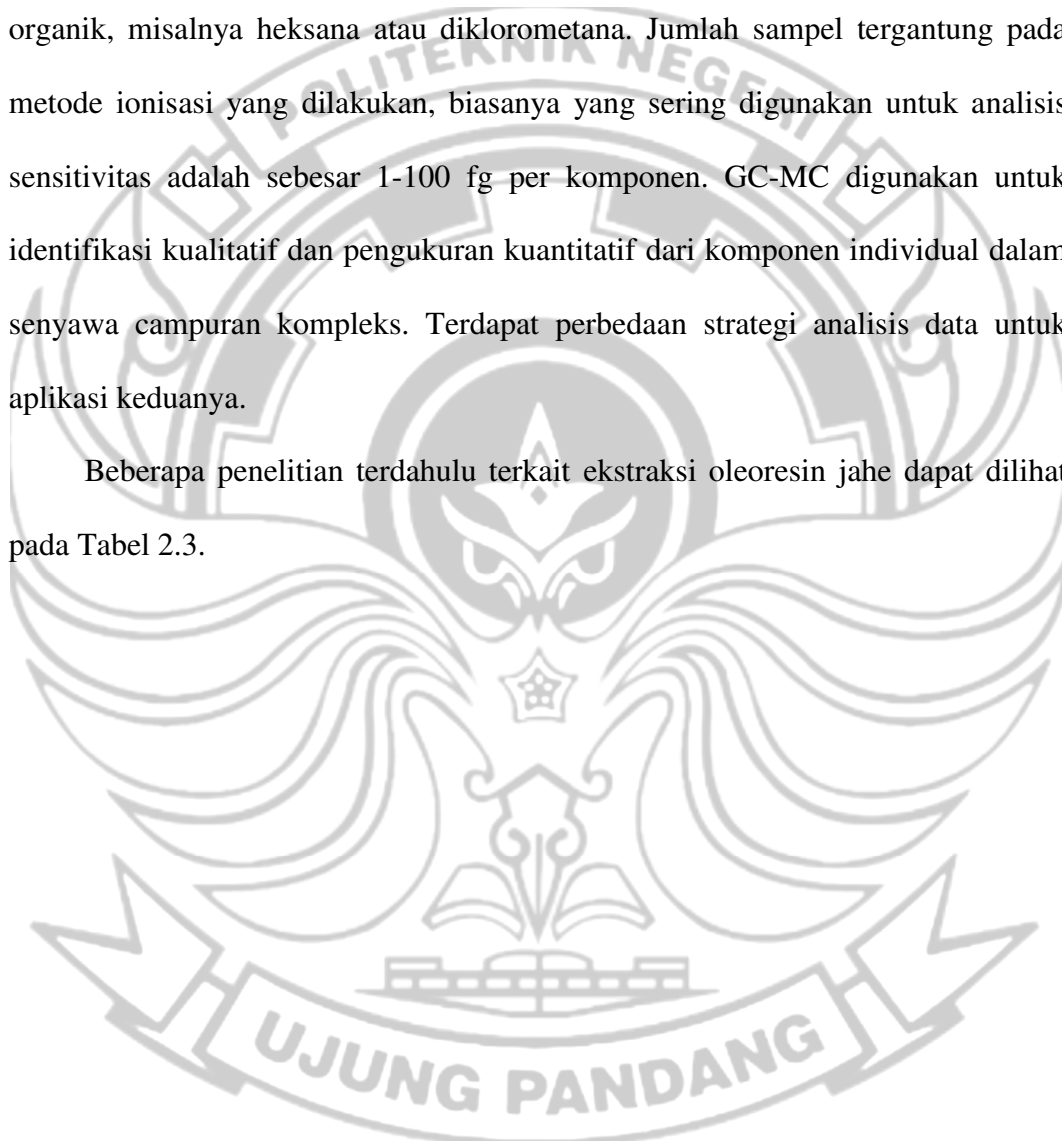 organik, misalnya heksana atau diklorometana. Jumlah sampel tergantung pada
metode ionisasi yang dilakukan, biasanya yang sering digunakan untuk analisis
sensitivitas adalah sebesar 1-100 fg per komponen. GC-MC digunakan untuk
identifikasi kualitatif dan pengukuran kuantitatif dari komponen individual dalam
senyawa campuran kompleks. Terdapat perbedaan strategi analisis data untuk
aplikasi keduanya.
Beberapa penelitian terdahulu terkait ekstraksi oleoresin jahe dapat dilihat
pada Tabel 2.3.
POLITEKNIK NEGERI
UJUNG PANDANG